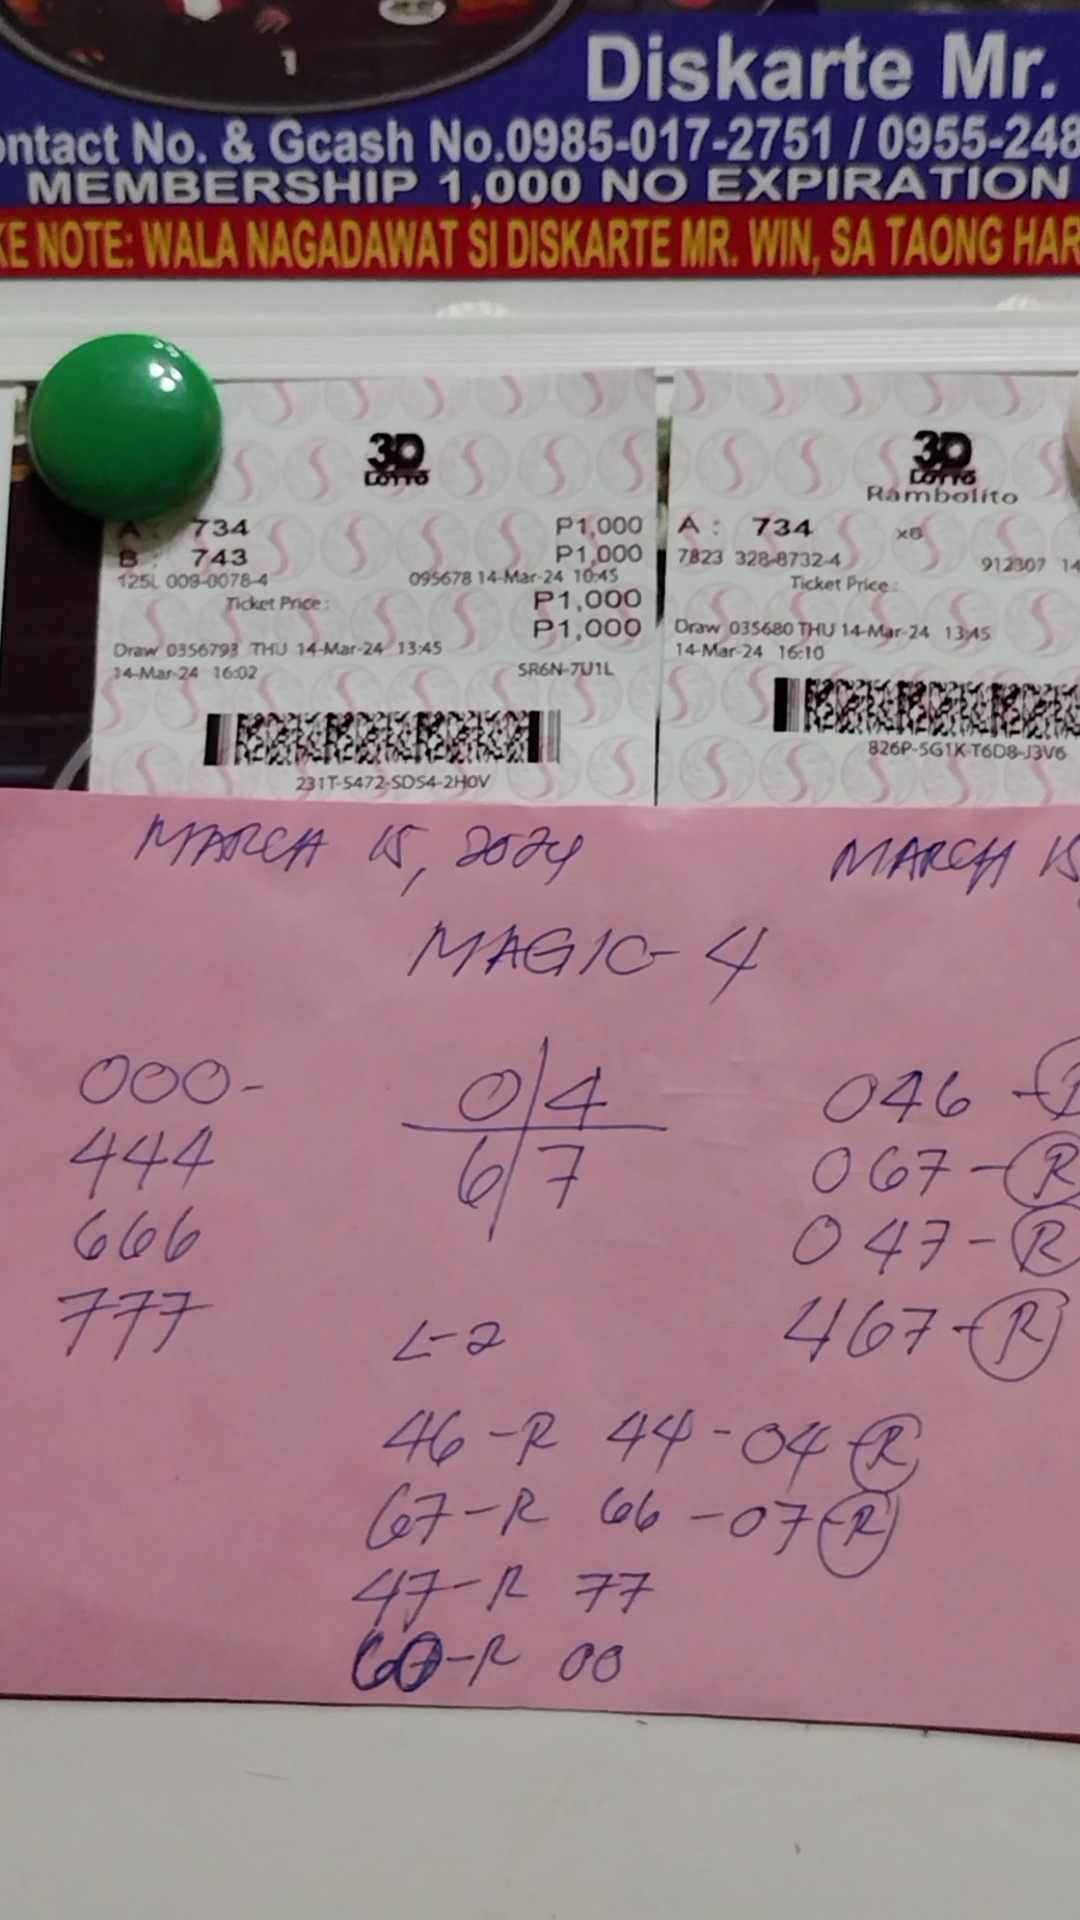 1
Diskarte Mr.
ontact No. & Gcash No.0985-017-2751 / 0955-248
MEMBERSHIP 1,000 NO EXPIRATION
KE NOTE: WALA NAGADAWAT SI DISKARTE MR. WIN, SA TAONG HAR
3D
LOTTO
A : 734 P1,000
B : 743 P1,000
125L 009-0078-4 095678 14-Mar-24 10:45
Ticket Price : P1,000
P1,000
Draw 0356793 THU 14-Mar-24 13:45
14-Mar-24 16:02 SR6N-7U1L
231T-5472-SD54-2H0V
3D
LOTTO
Rambolito
A : 734 x6
7823 328-8732-4 912307 14
Ticket Price :
Draw 035680 THU 14-Mar-24 13:45
14-Mar-24 16:10
826P-5G1K-T6D8-J3V6
MARCH 15, 2024 MARCH 15
MAGIC-4
000-
444
666
777
0 4
6 7
046 -
067 - R
047 - R
467 - R
L-2
46 - R 44 - 04 R
67 - R 66 - 07 R
47 - R 77
60 - R 00